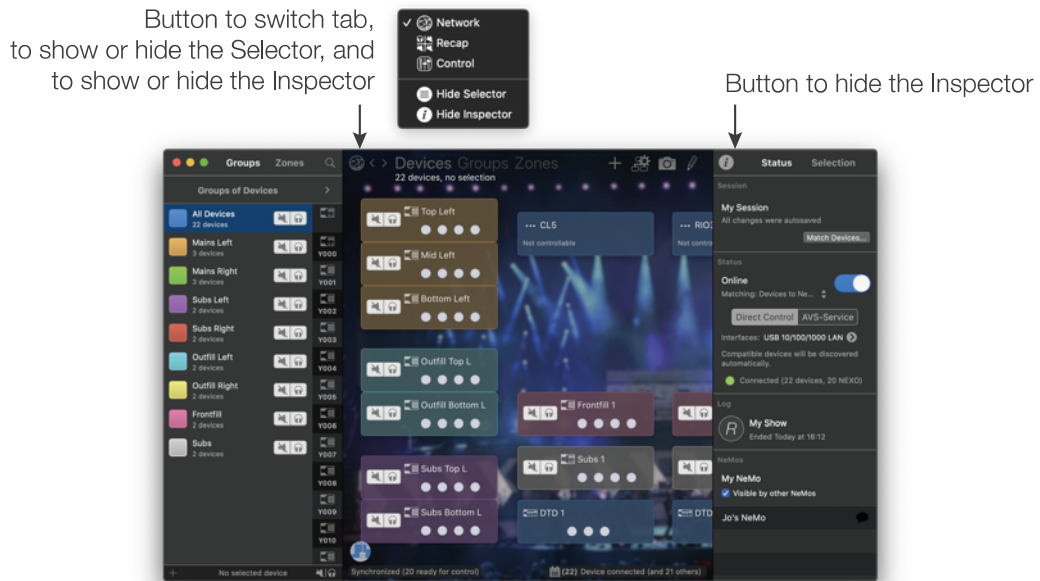 Button to switch tab,
to show or hide the Selector, and
to show or hide the Inspector
✓ Network
Recap
Control
Hide Selector
Hide Inspector
Button to hide the Inspector
Groups Zones
Groups of Devices
All Devices
22 devices
Mains Left
3 devices
Y000
Mains Right
3 devices
Y001
Subs Left
2 devices
Y002
Subs Right
2 devices
Y003
Outfill Left
2 devices
Y004
Outfill Right
2 devices
Y005
Frontfill
2 devices
Y006
Subs
2 devices
Y007
Y008
Y009
Y010
No selected device
Devices Groups Zones
22 devices, no selection
Top Left
Mid Left
Bottom Left
Outfill Top L
Outfill Bottom L
Subs Top L
Subs Bottom L
CL5
Not controllable
Frontfill 1
Subs 1
DTD 1
RIO3
Not contro
DTD
Synchronized (20 ready for control)
(22) Device connected (and 21 others)
Status Selection
Session
My Session
All changes were autosaved
Match Devices...
Status
Online
Matching: Devices to Ne...
Direct Control AVS-Service
Interfaces: USB 10/100/1000 LAN
Compatible devices will be discovered
automatically.
Connected (22 devices, 20 NEXO)
Log
R
My Show
Ended Today at 16:12
NeMos
My NeMo
Visible by other NeMos
Jo's NeMo